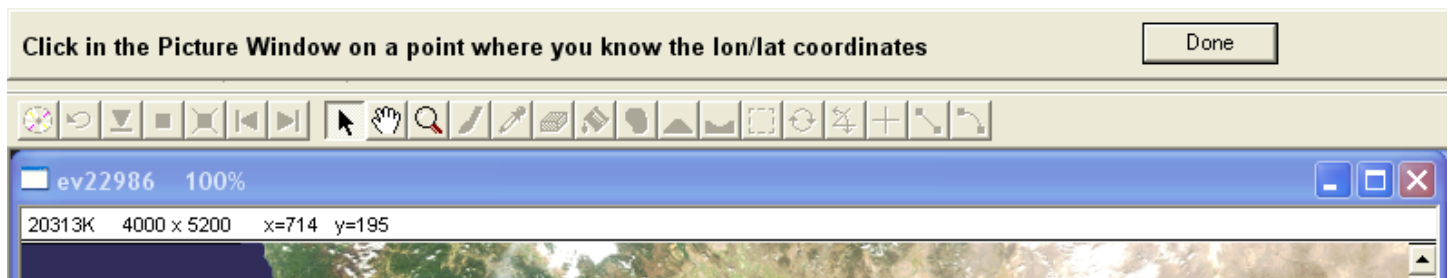 Click in the Picture Window on a point where you know the lon/lat coordinates
Done
ev22986 100%
20313K 4000 x 5200 x=714 y=195